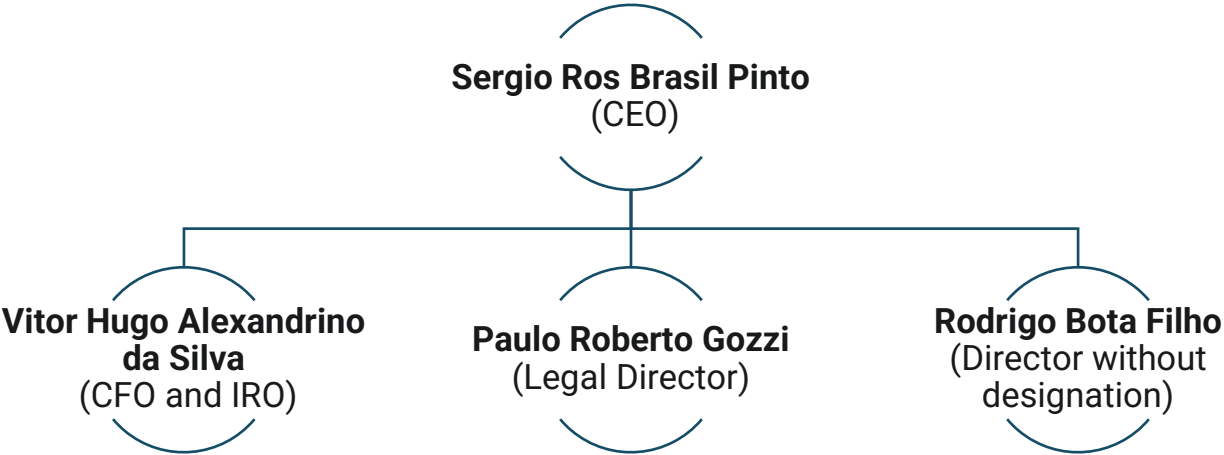 Sergio Ros Brasil Pinto
(CEO)
Vitor Hugo Alexandrino
da Silva
(CFO and IRO)
Paulo Roberto Gozzi
(Legal Director)
Rodrigo Bota Filho
(Director without
designation)